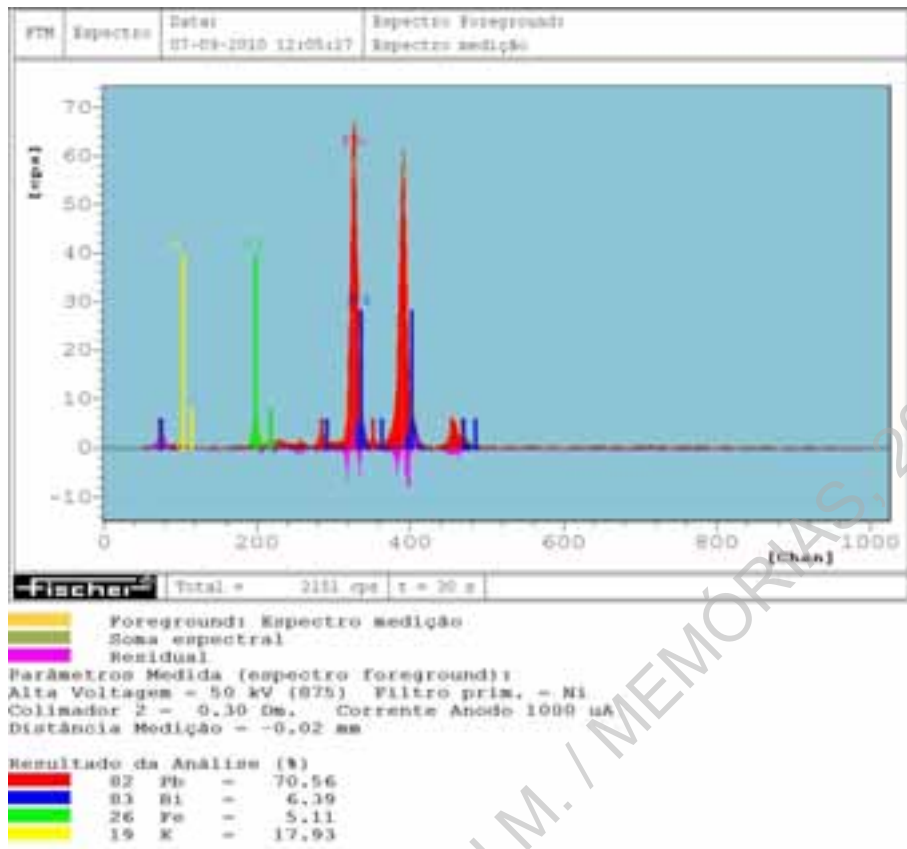 FTM Espectro Data: Espectro Foreground:
07-09-2010 12:05:27 Espectro medição
[cps]
70
60
50
40
30
20
10
0
-10
0 200 400 600 800 1000
[Chan]
Fischer Total = 2151 cps t = 30 s
Foreground: Espectro medição
Soma espectral
Residual
Parâmetros Medida (espectro foreground):
Alta Voltagem = 50 kV (875) Filtro prim. = Ni
Colimador 2 = 0.30 Dm. Corrente Anodo 1000 uA
Distância Medição = -0.02 mm
Resultado da Análise (%)
82 Pb = 70.56
83 Bi = 6.39
26 Fe = 5.11
19 K = 17.93
M. / MEMÓRIAS, 20